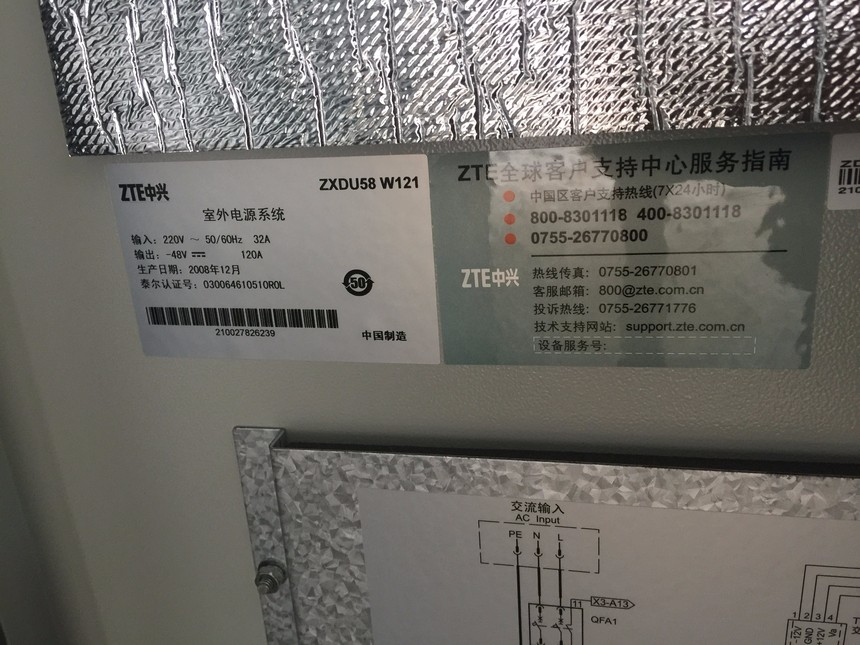 ZTE中兴
ZXDU58 W121
室外电源系统
输入: 220V ～ 50/60Hz 32A
输出: -48V 120A
生产日期: 2008年12月
泰尔认证号: 03006461051​0R0L
50
210027826239
中国制造
ZTE全球客户支持中心服务指南
中国区客户支持热线(7X24小时)
800-8301118 400-8301118
0755-26770800
ZTE中兴
热线传真: 0755-26770801
客服邮箱: 800@zte.com.cn
投诉热线: 0755-26771776
技术支持网站: support.zte.com.cn
设备服务号:
交流输入
AC Input
PE N L
11 X3-A13
QFA1
1 2 3 4
-12V
GND
+12V